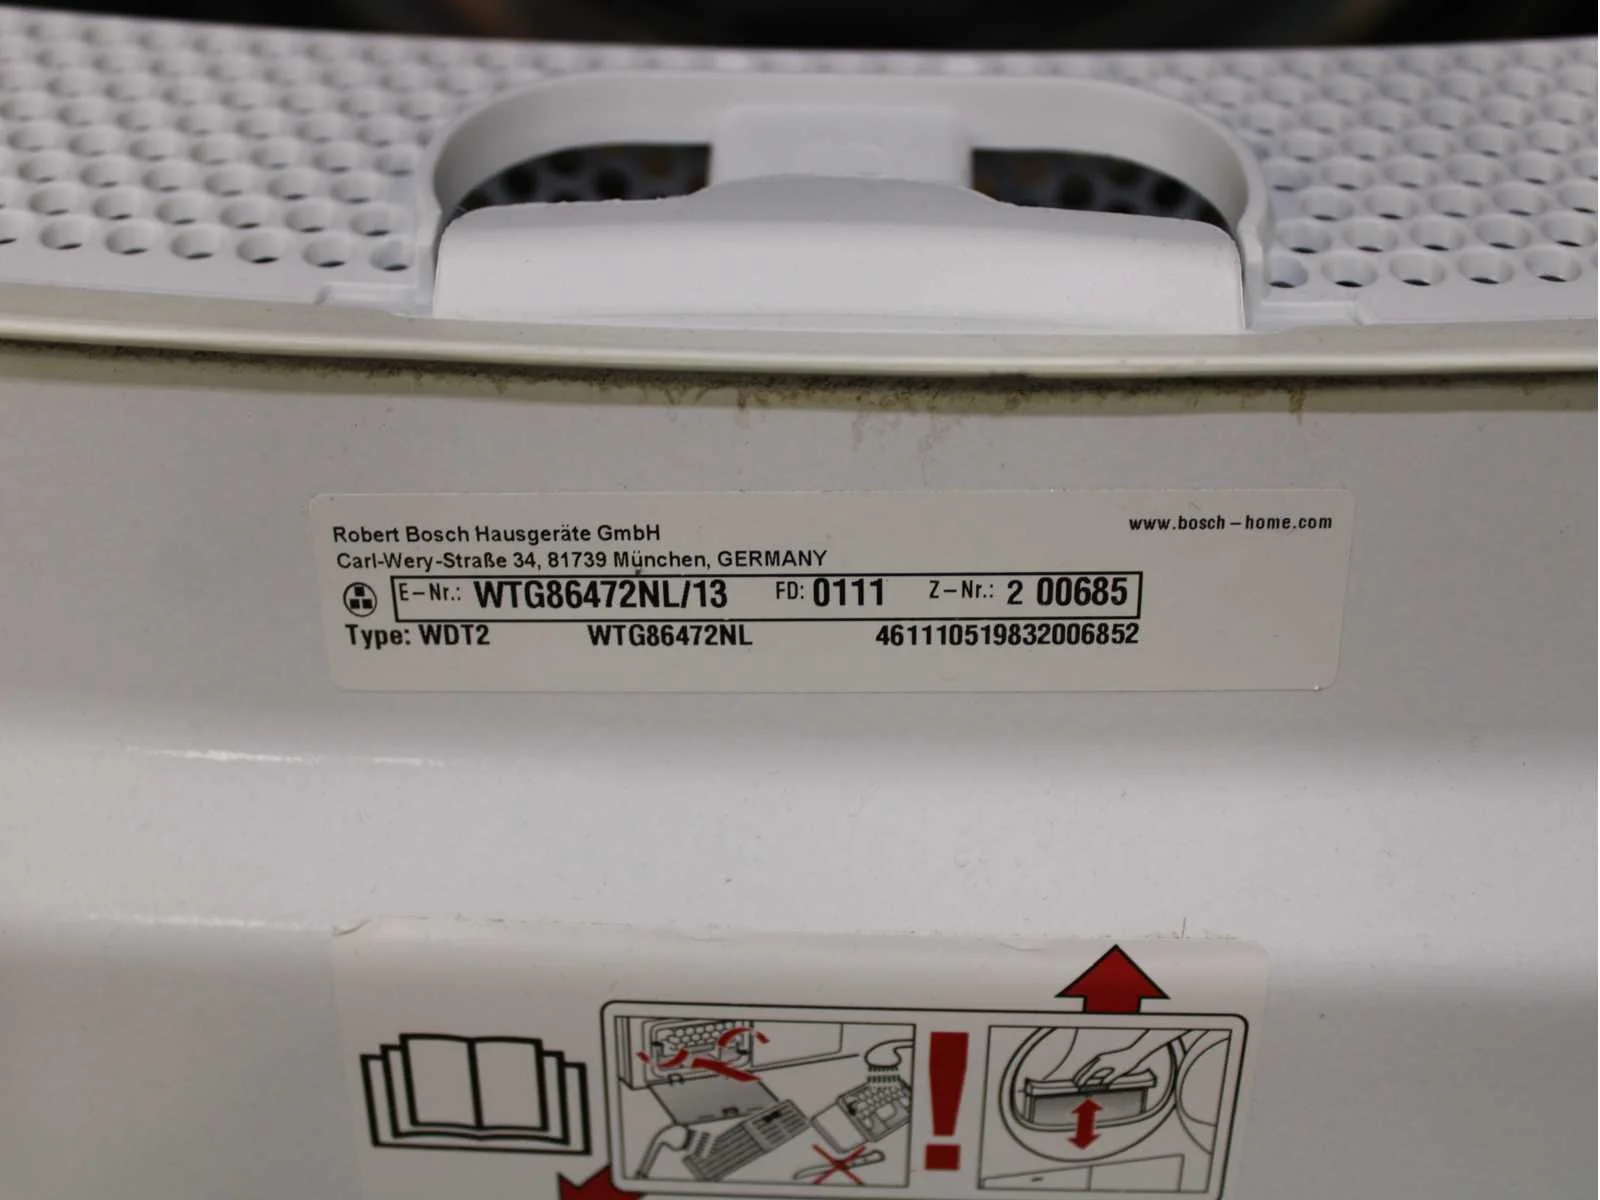 Robert Bosch Hausgeräte GmbH
www.bosch-home.com
Carl-Wery-Straße 34, 81739 München, GERMANY
E-Nr.: WTG86472NL/13 FD: 0111 Z-Nr.: 2 00685
Type: WDT2 WTG86472NL 461110519832006852